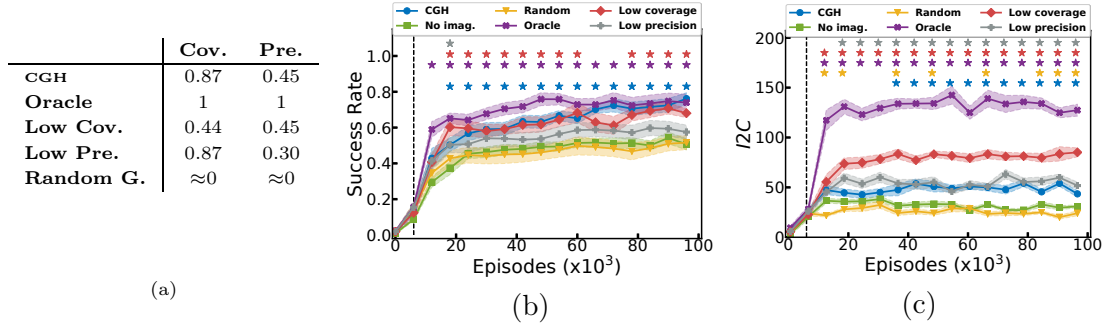 Cov. Pre.
CGH 0.87 0.45
Oracle 1 1
Low Cov. 0.44 0.45
Low Pre. 0.87 0.30
Random G. ≈0 ≈0
(a)
CGH Random Low coverage
No imag. Oracle Low precision
Success Rate
1.0
0.8
0.6
0.4
0.2
0.0
0 20 40 60 80 100
Episodes (x10³)
(b)
CGH Random Low coverage
No imag. Oracle Low precision
I2C
200
150
100
50
0
0 20 40 60 80 100
Episodes (x10³)
(c)